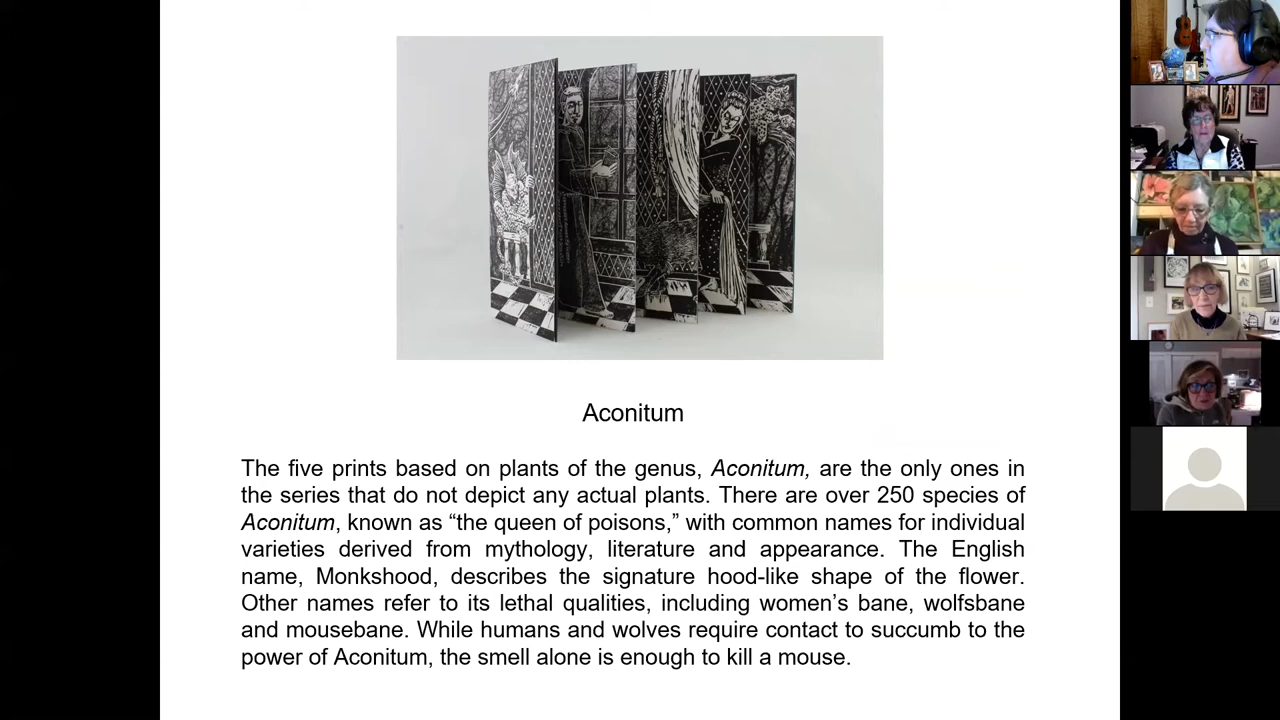 Aconitum
The five prints based on plants of the genus, Aconitum, are the only ones in
the series that do not depict any actual plants. There are over 250 species of
Aconitum, known as “the queen of poisons,” with common names for individual
varieties derived from mythology, literature and appearance. The English
name, Monkshood, describes the signature hood-like shape of the flower.
Other names refer to its lethal qualities, including women’s bane, wolfsbane
and mousebane. While humans and wolves require contact to succumb to the
power of Aconitum, the smell alone is enough to kill a mouse.